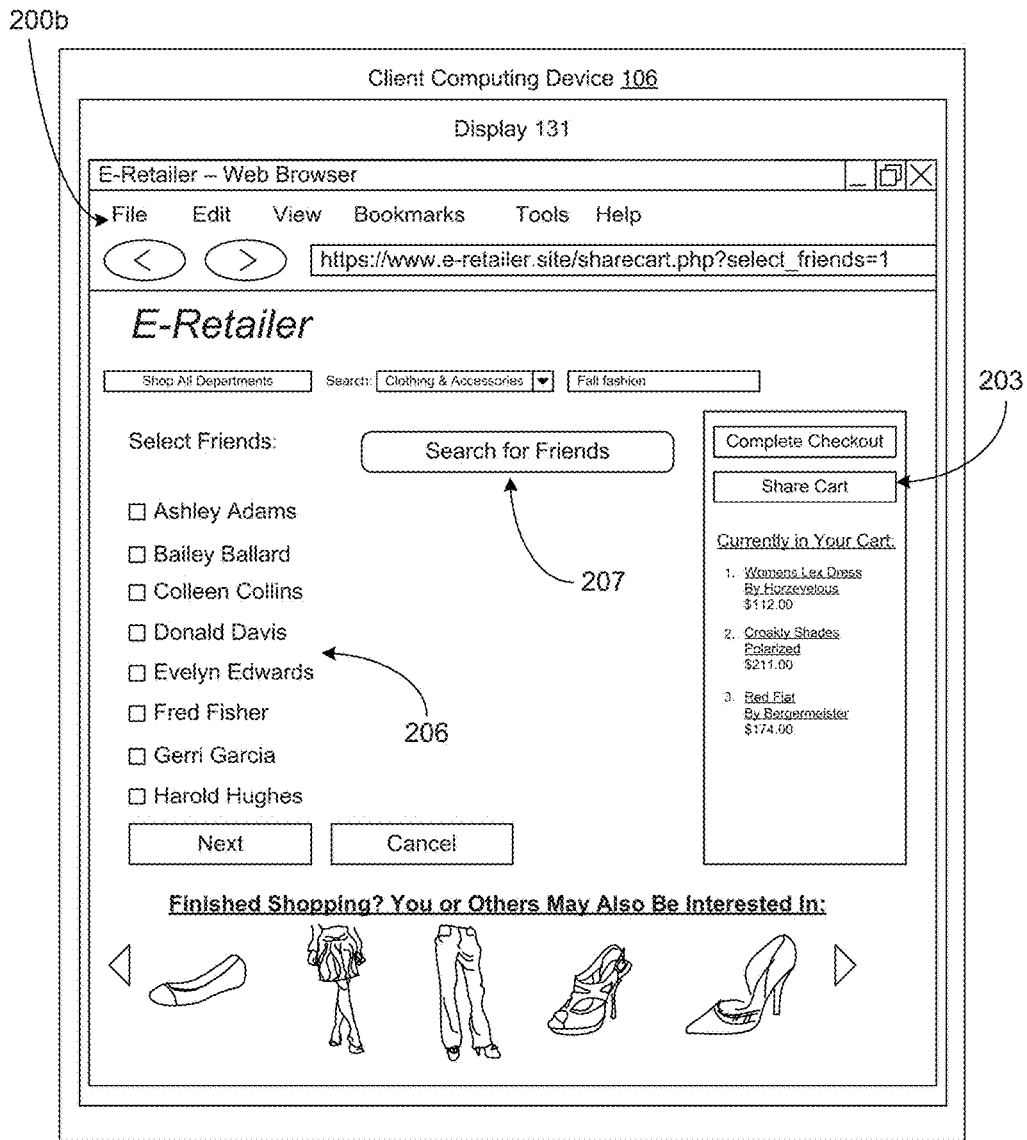 200b
Client Computing Device 106
Display 131
E-Retailer – Web Browser
File Edit View Bookmarks Tools Help
< >
https://www.e-retailer.site/sharecart.php?select_friends=1
E-Retailer
Shop All Departments Search: Clothing & Accessories Fall fashion
203
Select Friends:
Search for Friends
207
Ashley Adams
Bailey Ballard
Colleen Collins
Donald Davis
Evelyn Edwards
Fred Fisher
Gerri Garcia
Harold Hughes
206
Next Cancel
Complete Checkout
Share Cart
Currently in Your Cart:
1. Womens Lex Dress
By Horzevelous
$112.00
2. Croakly Shades
Polarized
$211.00
3. Red Flat
By Bergermeister
$174.00
Finished Shopping? You or Others May Also Be Interested In: